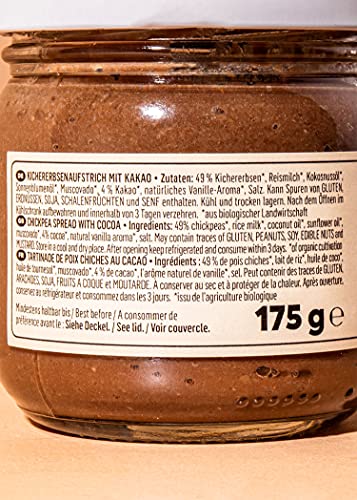 DE KICHERERBSENAUFSTRICH MIT KAKAO • Zutaten: 49 % Kichererbsen*, Reismilch*, Kokosnussöl*,
Sonnenblumenöl*, Muscovado*, 4 % Kakao*, natürliches Vanille-Aroma*, Salz. Kann Spuren von GLUTEN,
ERDNÜSSEN, SOJA, SCHALENFRÜCHTEN und SENF enthalten. Kühl und trocken lagern. Nach dem Öffnen im
Kühlschrank aufbewahren und innerhalb von 3 Tagen verzehren. *aus biologischer Landwirtschaft
GB CHICKPEA SPREAD WITH COCOA • Ingredients: 49% chickpeas*, rice milk*, coconut oil*, sunflower oil*,
muscovado*, 4% cocoa*, natural vanilla aroma*, salt. May contain traces of GLUTEN, PEANUTS, SOY, EDIBLE NUTS and
MUSTARD. Store in a cool and dry place. After opening keep refrigerated and consume within 3 days. *of organic cultivation
FR TARTINADE DE POIS CHICHES AU CACAO • Ingrédients : 49 % de pois chiches*, lait de riz*, huile de coco*,
huile de tournesol*, muscovado*, 4 % de cacao*, l'arôme naturel de vanille*, sel. Peut contenir des traces de GLUTEN,
ARACHIDES, SOJA, FRUITS A COQUE et MOUTARDE. À conserver au sec et à protéger de la chaleur. Après ouverture,
conserver au réfrigérateur et consommer dans les 3 jours. *issu de l'agriculture biologique
Mindestens haltbar bis / Best before / À consommer de
préférence avant le : Siehe Deckel. / See lid. / Voir couvercle.
175 g e